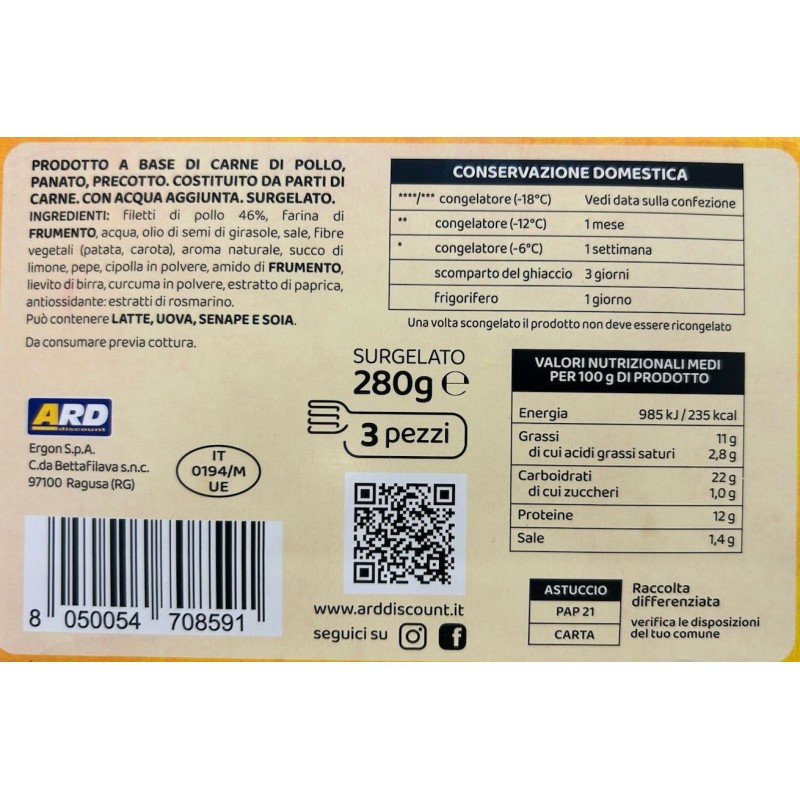 PRODOTTO A BASE DI CARNE DI POLLO,
PANATO, PRECOTTO. COSTITUITO DA PARTI DI
CARNE. CON ACQUA AGGIUNTA. SURGELATO.
INGREDIENTI: filetti di pollo 46%, farina di
FRUMENTO, acqua, olio di semi di girasole, sale, fibre
vegetali (patata, carota), aroma naturale, succo di
limone, pepe, cipolla in polvere, amido di FRUMENTO,
lievito di birra, curcuma in polvere, estratto di paprica,
antiossidante: estratti di rosmarino.
Può contenere LATTE, UOVA, SENAPE E SOIA.
Da consumare previa cottura.
CONSERVAZIONE DOMESTICA
****/*** congelatore (-18°C) Vedi data sulla confezione
** congelatore (-12°C) 1 mese
* congelatore (-6°C) 1 settimana
scomparto del ghiaccio 3 giorni
frigorifero 1 giorno
Una volta scongelato il prodotto non deve essere ricongelato
SURGELATO
280g e
3 pezzi
VALORI NUTRIZIONALI MEDI
PER 100 g DI PRODOTTO
Energia 985 kJ / 235 kcal
Grassi 11 g
di cui acidi grassi saturi 2,8 g
Carboidrati 22 g
di cui zuccheri 1,0 g
Proteine 12 g
Sale 1,4 g
ARD
discount
Ergon S.p.A.
C.da Bettafilava s.n.c.
97100 Ragusa (RG)
IT
0194/M
UE
8 050054 708591
www.arddiscount.it
seguici su
ASTUCCIO
PAP 21
CARTA
Raccolta
differenziata
verifica le disposizioni
del tuo comune